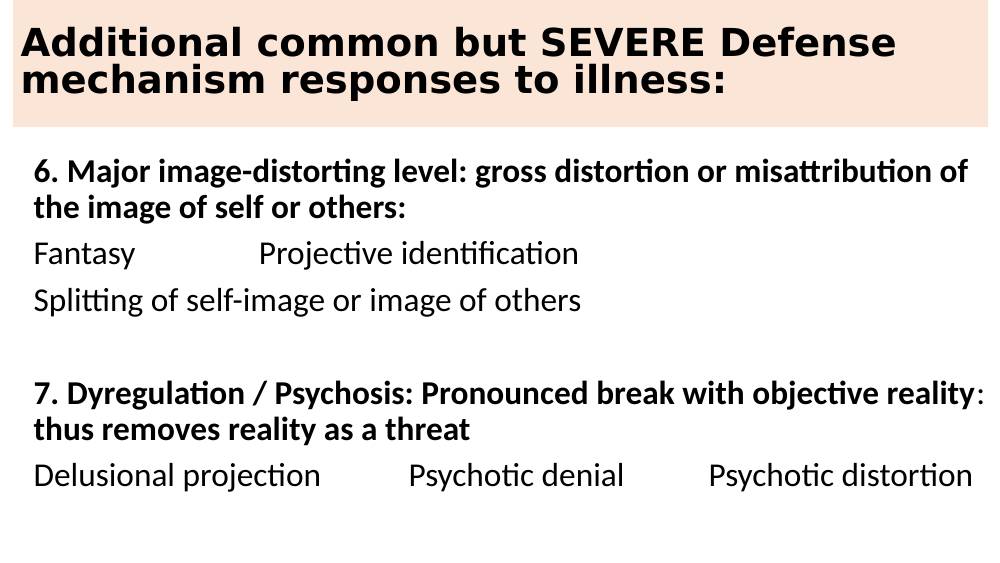 Additional common but SEVERE Defense
mechanism responses to illness:
6. Major image-distorting level: gross distortion or misattribution of
the image of self or others:
Fantasy Projective identification
Splitting of self-image or image of others
7. Dyregulation / Psychosis: Pronounced break with objective reality:
thus removes reality as a threat
Delusional projection Psychotic denial Psychotic distortion